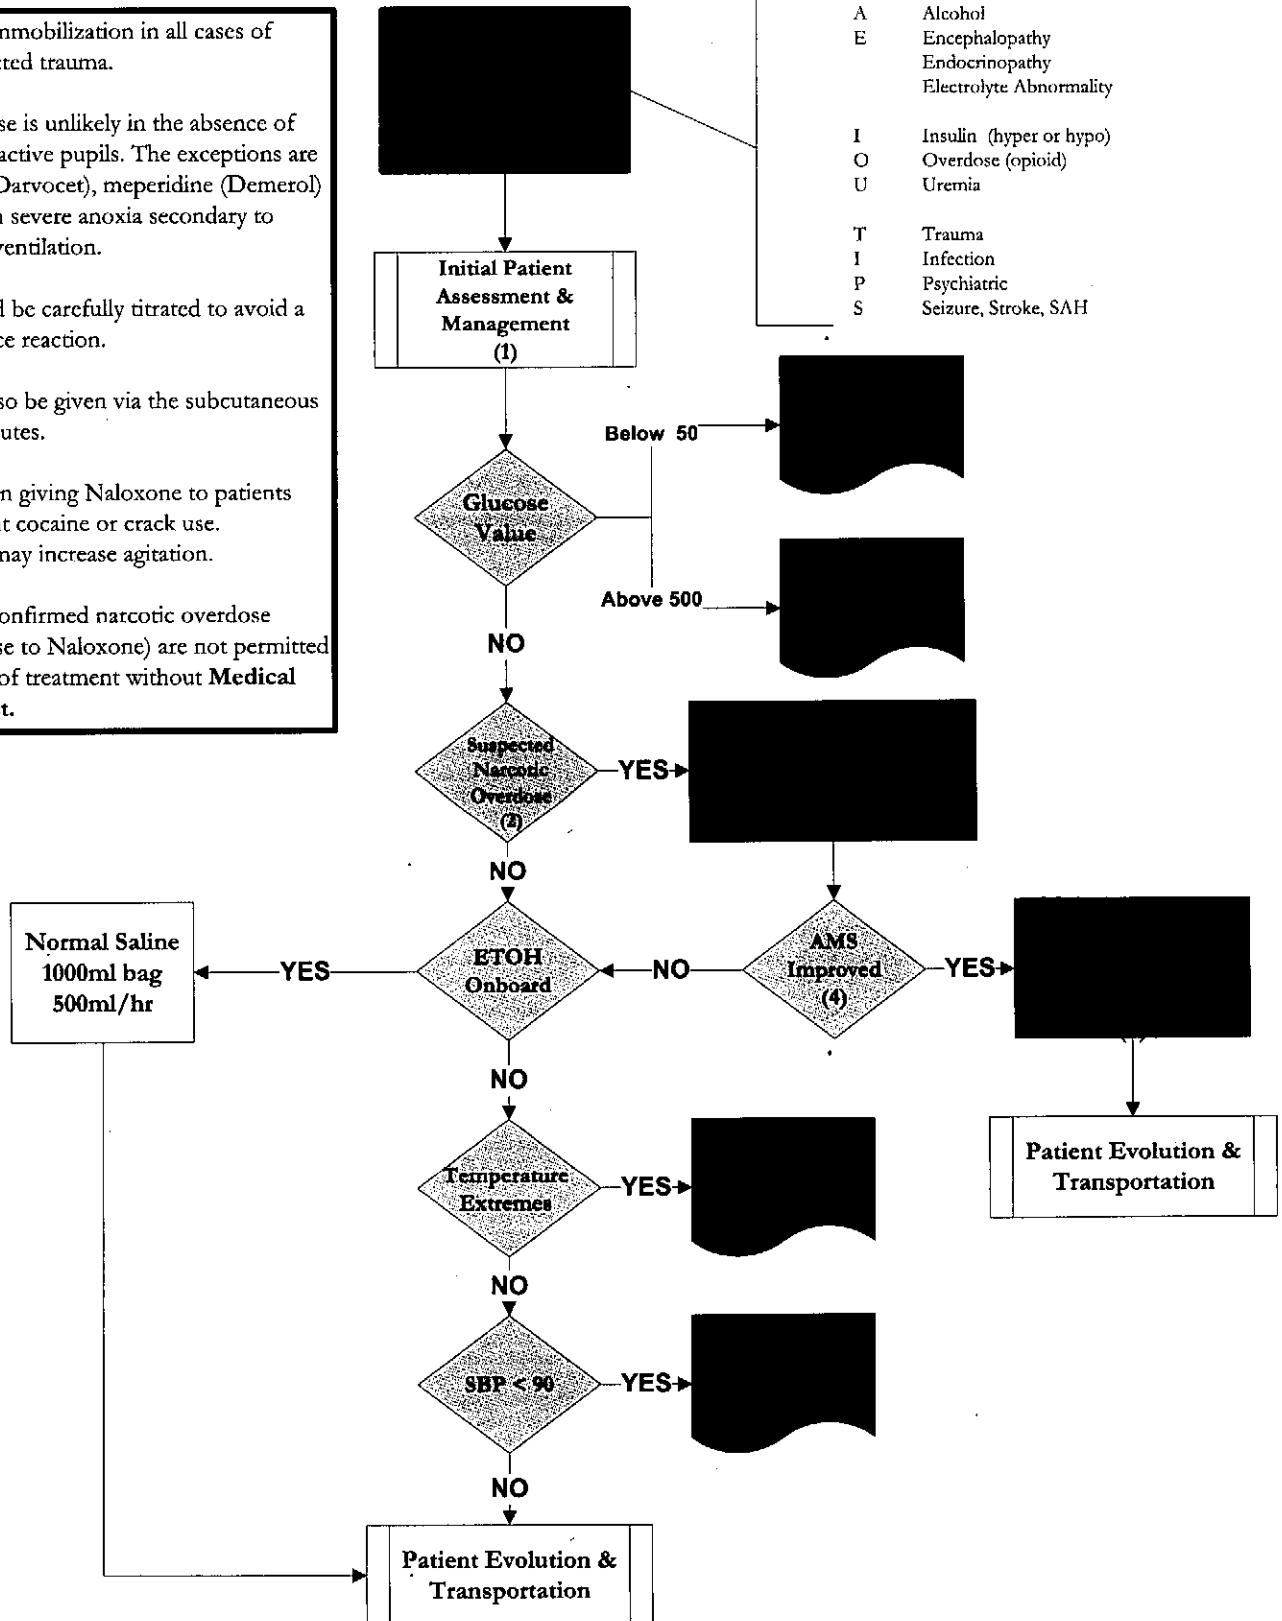 mmobilization in all cases of
cted trauma.
se is unlikely in the absence of
active pupils. The exceptions are
Darvocet), meperidine (Demerol)
n severe anoxia secondary to
ventilation.
d be carefully titrated to avoid a
ce reaction.
so be given via the subcutaneous
utes.
n giving Naloxone to patients
nt cocaine or crack use.
may increase agitation.
onfirmed narcotic overdose
se to Naloxone) are not permitted
of treatment without Medical
t.
A Alcohol
E Encephalopathy
Endocrinopathy
Electrolyte Abnormality
I Insulin (hyper or hypo)
O Overdose (opioid)
U Uremia
T Trauma
I Infection
P Psychiatric
S Seizure, Stroke, SAH
Initial Patient
Assessment &
Management
(1)
Below 50
Glucose
Value
Above 500
NO
Suspected
Narcotic
Overdose
(2)
YES
NO
Normal Saline
1000ml bag
500ml/hr
YES
ETOH
Onboard
NO
AMS
Improved
(4)
YES
NO
Patient Evolution &
Transportation
Temperature
Extremes
YES
NO
SBP < 90
YES
NO
Patient Evolution &
Transportation